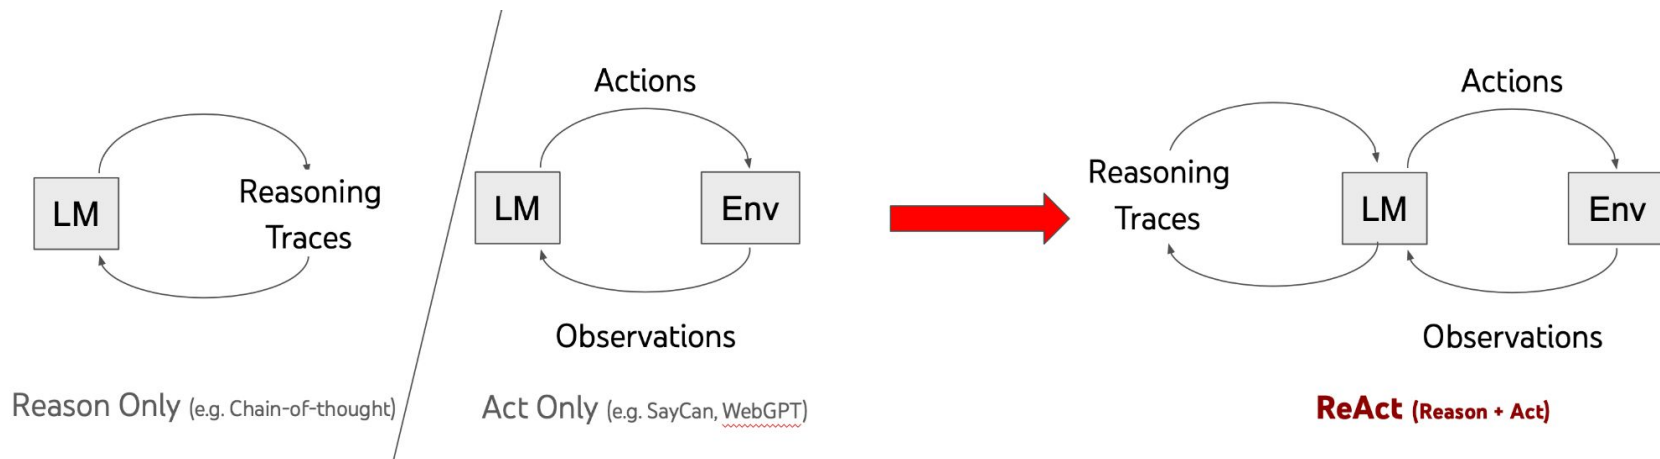 LM
Reasoning
Traces
Reason Only (e.g. Chain-of-thought)
Actions
LM
Env
Observations
Act Only (e.g. SayCan, WebGPT)
Reasoning
Traces
Actions
LM
Env
Observations
ReAct (Reason + Act)